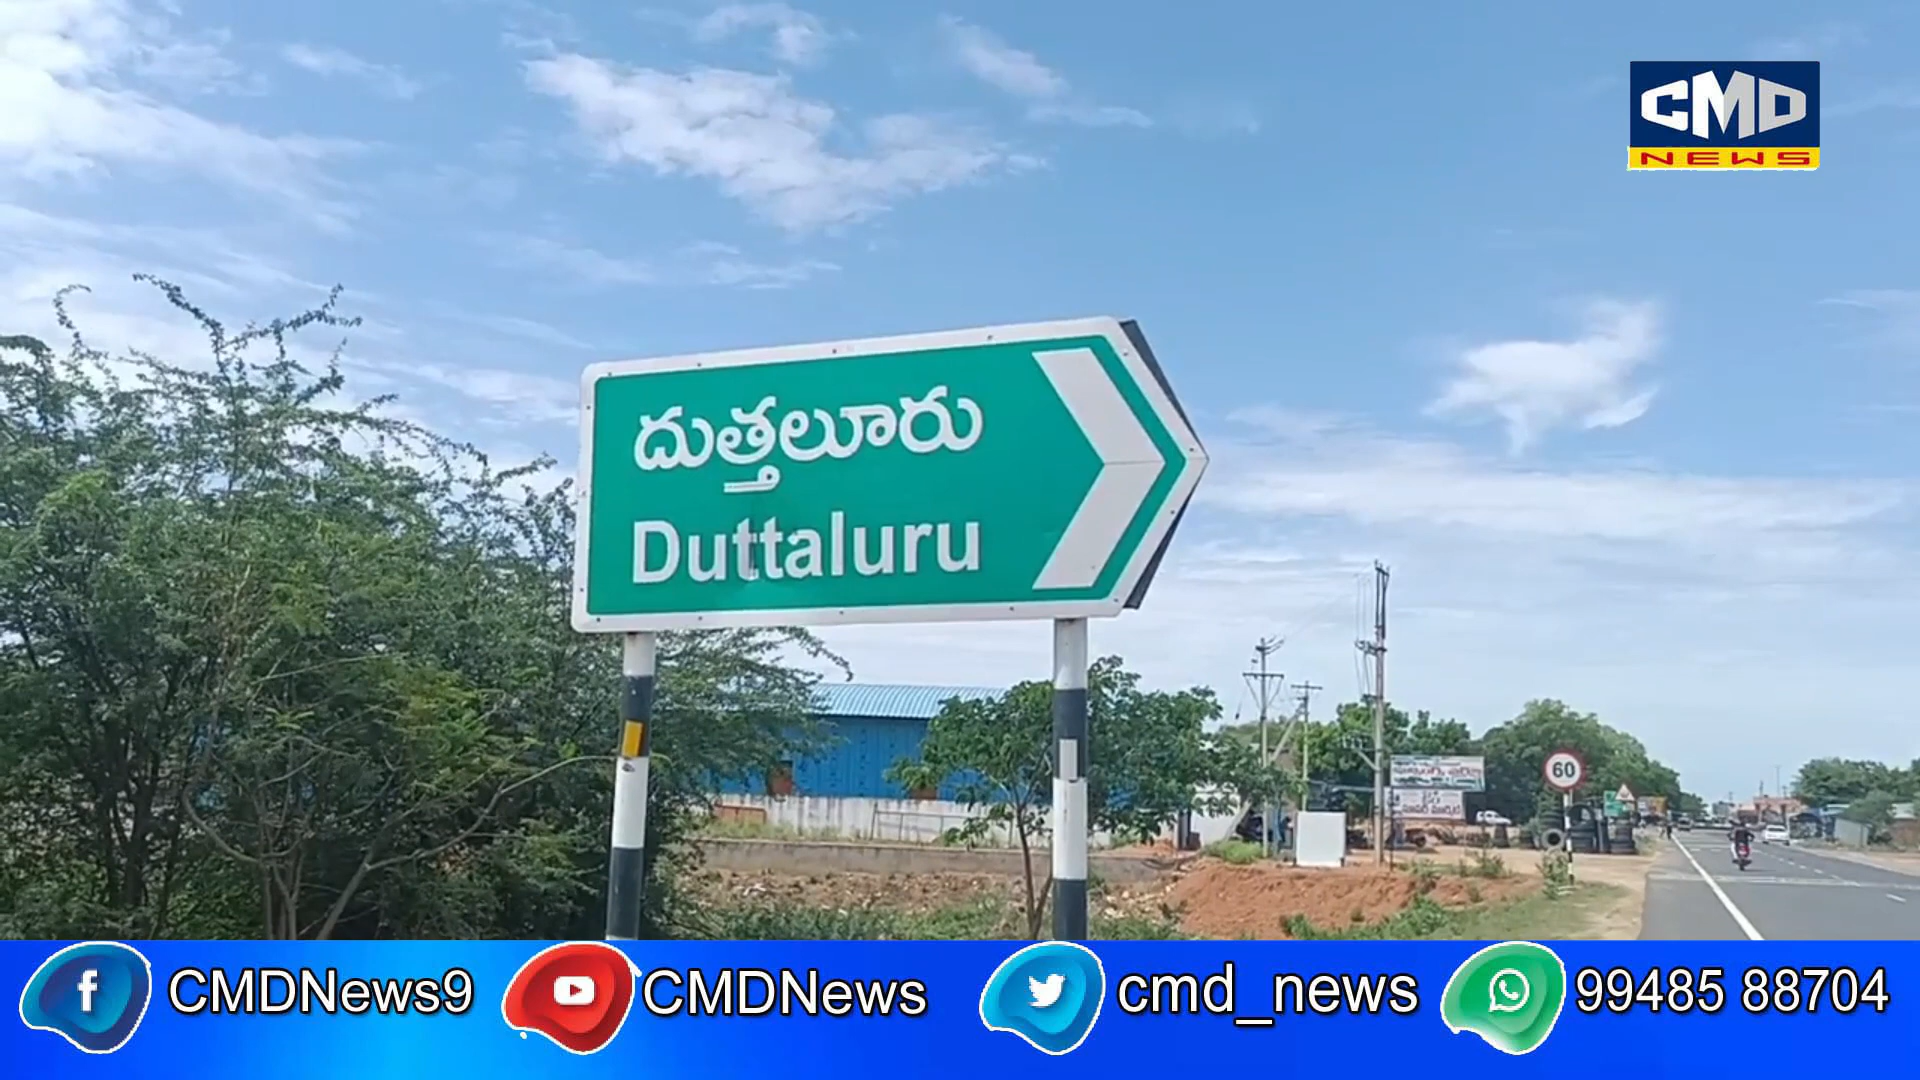 CMD
NEWS
దుత్తలూరు
Duttaluru
60
CMDNews9
CMDNews
cmd_news
99485 88704